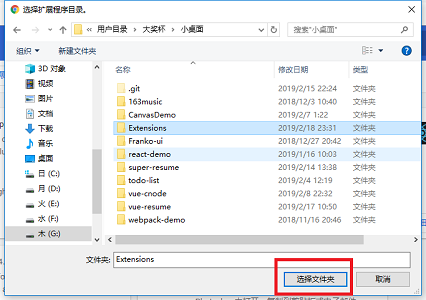 选择扩展程序目录。
« 用户目录 > 大奖杯 > 小桌面
搜索"小桌面"
组织 新建文件夹
名称 修改日期 类型
3D 对象
视频
图片
文档
下载
音乐
桌面
日 (C:)
月 (D:)
火 (E:)
水 (F:)
木 (G:)
.git 2019/2/15 22:24 文件夹
163music 2018/12/3 10:40 文件夹
CanvasDemo 2019/2/7 1:22 文件夹
Extensions 2019/2/18 23:31 文件夹
Franko-ui 2018/12/27 20:42 文件夹
react-demo 2019/1/16 10:03 文件夹
super-resume 2019/2/14 13:38 文件夹
todo-list 2019/2/4 12:19 文件夹
vue-cnode 2019/2/8 22:32 文件夹
vue-resume 2019/2/17 10:50 文件夹
webpack-demo 2018/11/16 20:46 文件夹
文件夹: Extensions
选择文件夹 取消